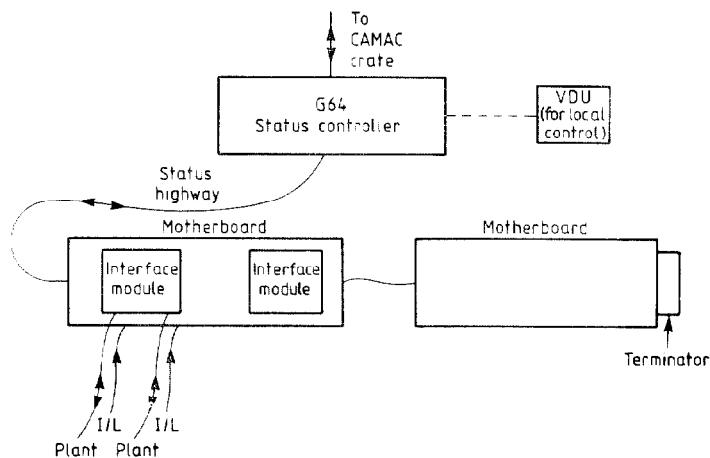 To
CAMAC
crate
G64
Status controller
VDU
(for local
control)
Status
highway
Motherboard
Motherboard
Interface
module
Interface
module
Terminator
I/L
I/L
Plant
Plant